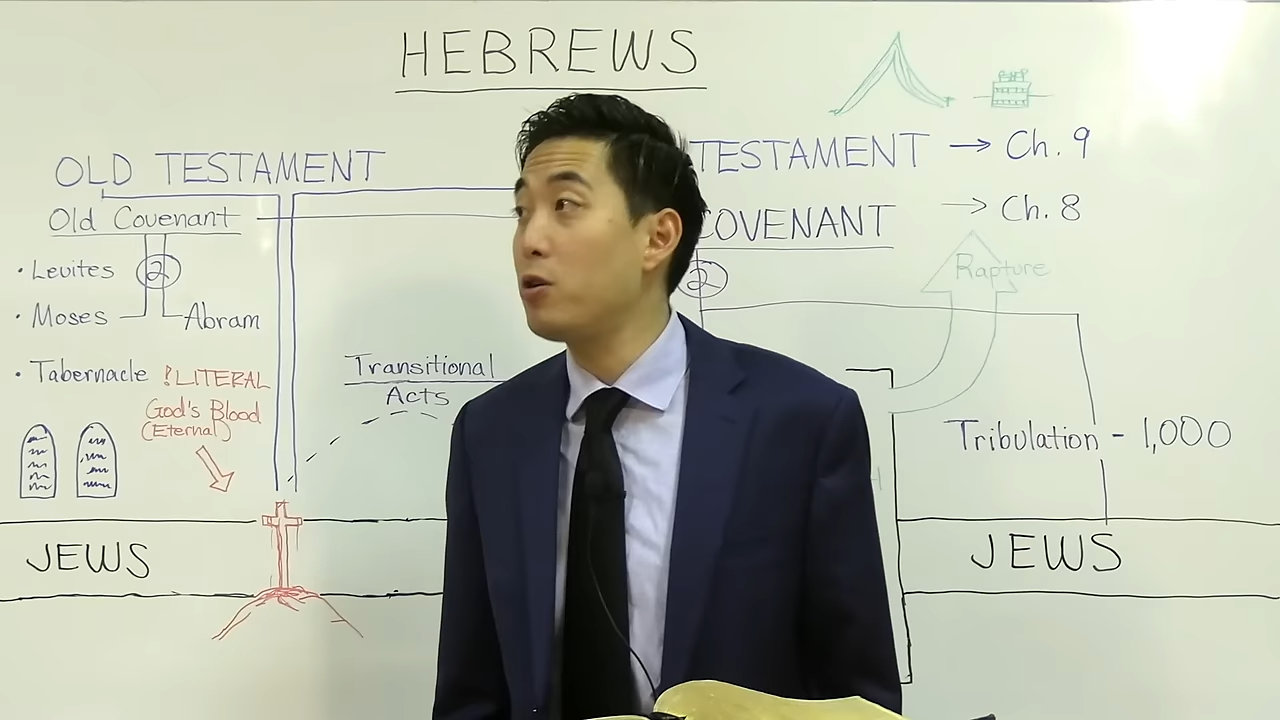 HEBREWS
OLD TESTAMENT
TESTAMENT → Ch. 9
Old Covenant
COVENANT → Ch. 8
• Levites
2
2
Rapture
• Moses
Abram
• Tabernacle
! LITERAL
God's Blood
(Eternal)
Transitional
Acts
Tribulation - 1,000
JEWS
JEWS